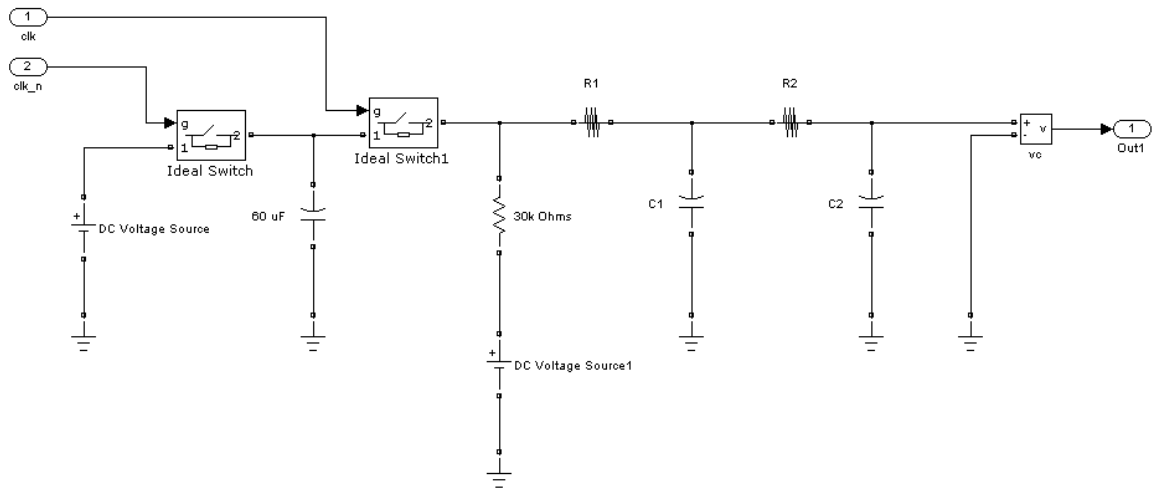 1
clk
2
clk_n
g
1
2
Ideal Switch
g
1
2
Ideal Switch1
R1
R2
+
-
v
vc
1
Out1
+
DC Voltage Source
60 uF
30k Ohms
C1
C2
+
DC Voltage Source1